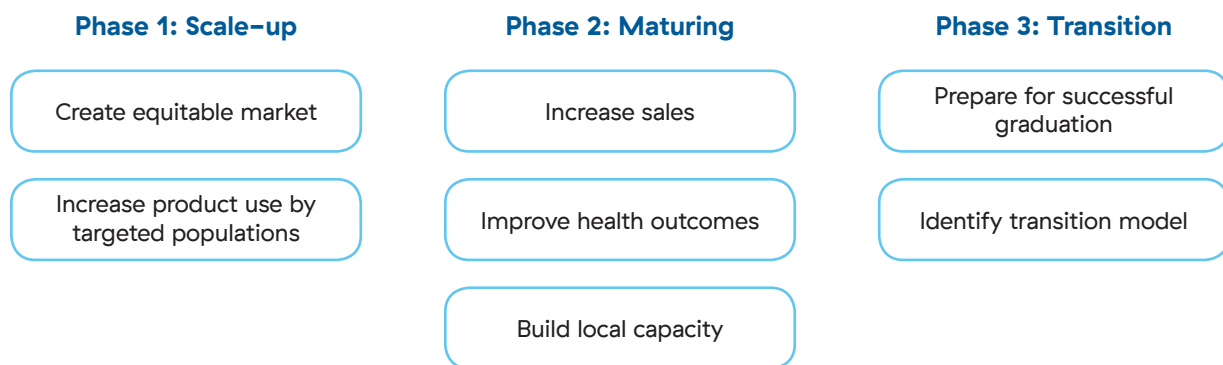 Phase 1: Scale-up
Create equitable market
Increase product use by
targeted populations
Phase 2: Maturing
Increase sales
Improve health outcomes
Build local capacity
Phase 3: Transition
Prepare for successful
graduation
Identify transition model